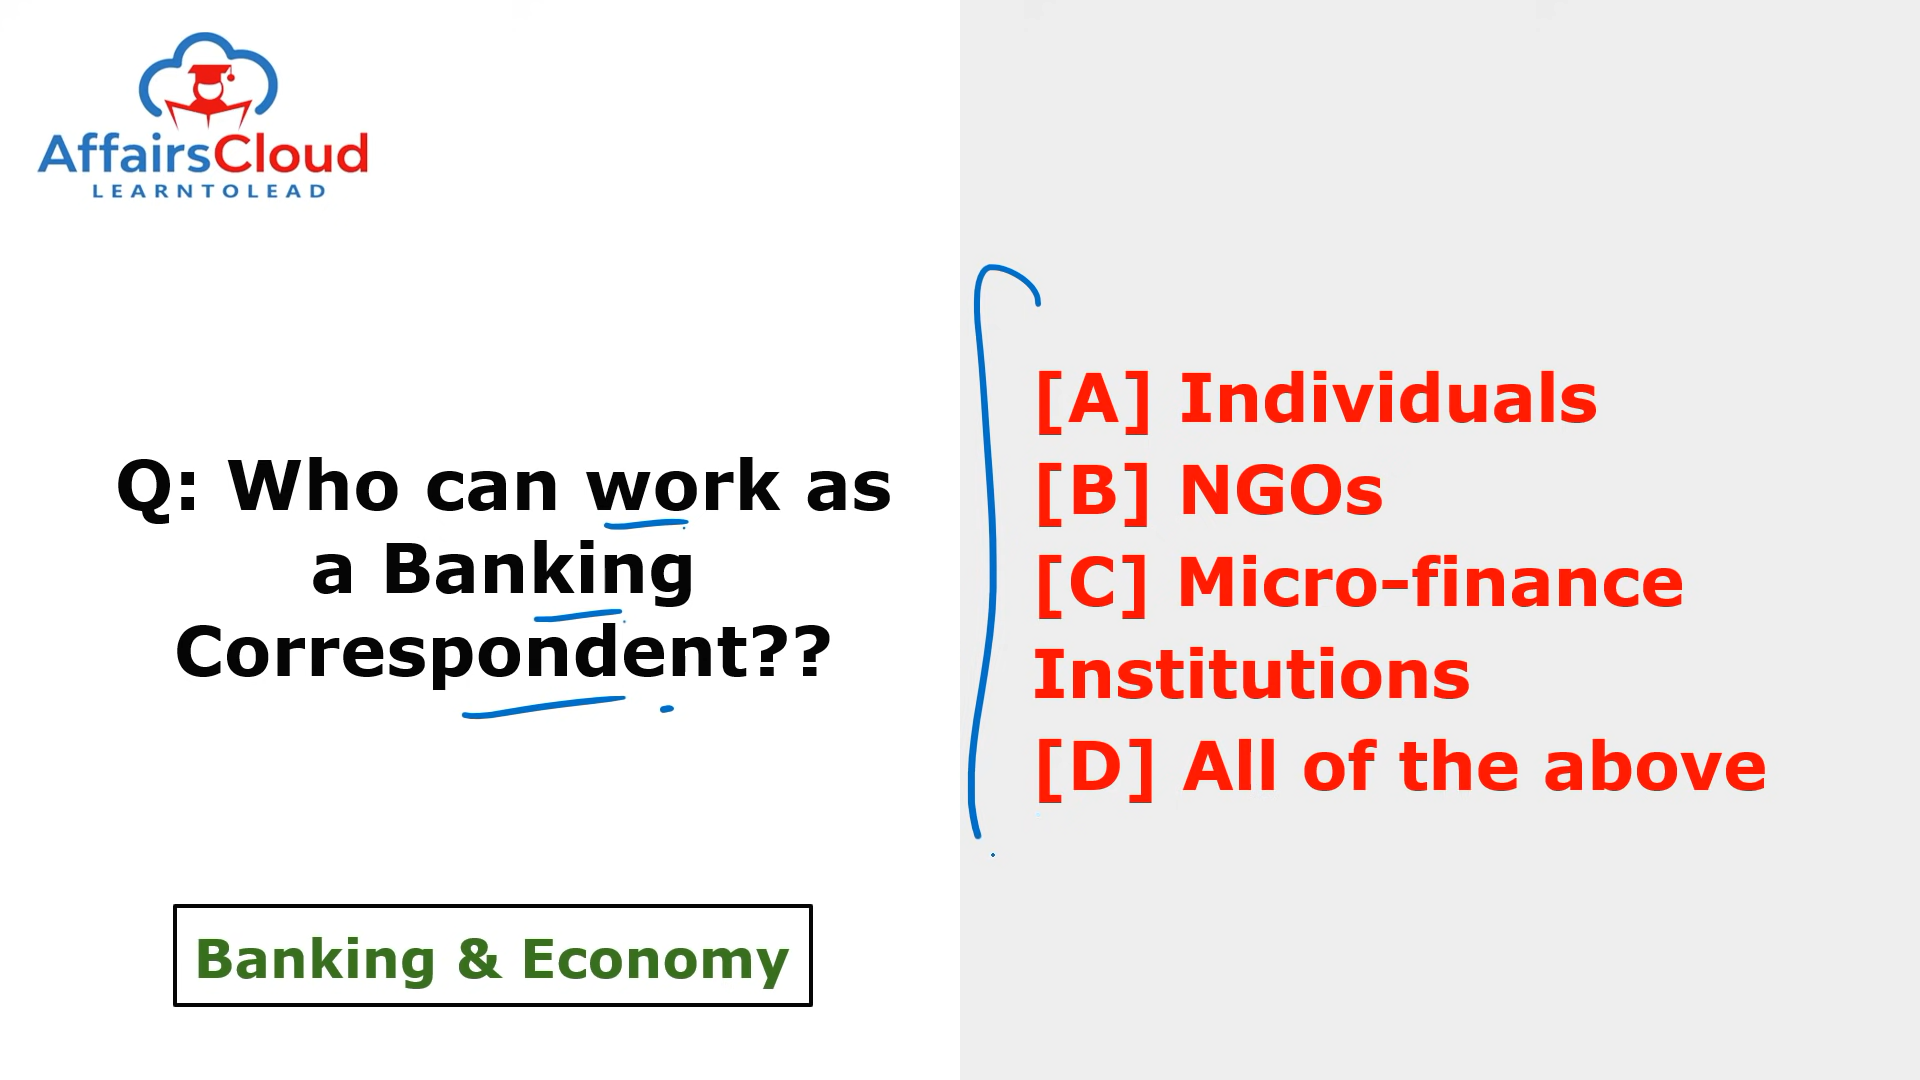 AffairsCloud
LEARNTOLEAD
Q: Who can work as
a Banking
Correspondent??
Banking & Economy
[A] Individuals
[B] NGOs
[C] Micro-finance
Institutions
[D] All of the above